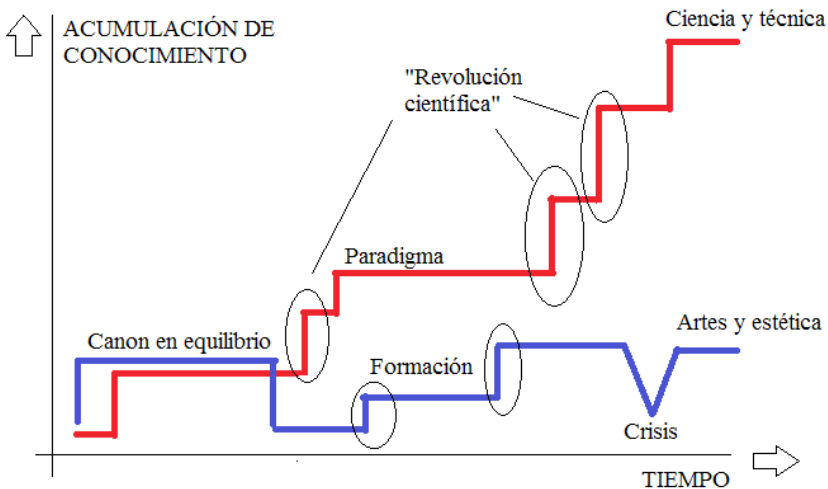 Ciencia y técnica
ACUMULACIÓN DE
CONOCIMIENTO
"Revolución
científica"
Paradigma
Canon en equilibrio
Artes y estética
Formación
Crisis
TIEMPO